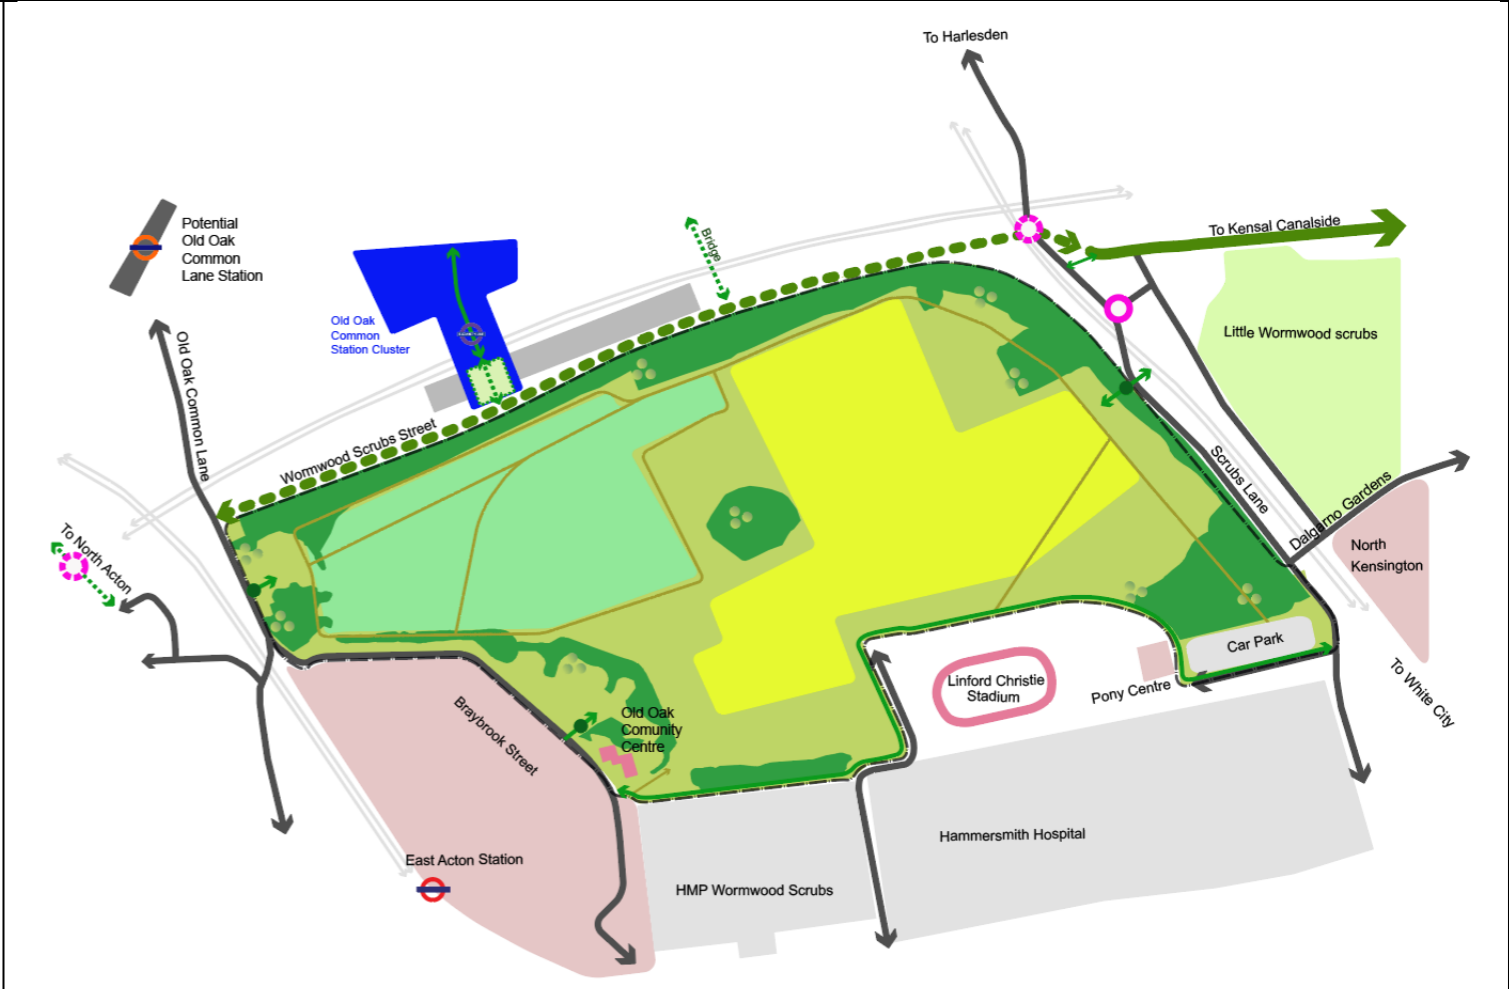 To Harlesden
Potential
Old Oak
Common
Lane Station
Bridge
To Kensal Canalside
Old Oak
Common
Station Cluster
Old Oak Common Lane
Little Wormwood scrubs
Wormwood Scrubs Street
Scrubs Lane
Dalgarno Gardens
To North Acton
North
Kensington
Car Park
Linford Christie
Stadium
Pony Centre
To White City
Braybrook Street
Old Oak
Comunity
Centre
East Acton Station
HMP Wormwood Scrubs
Hammersmith Hospital